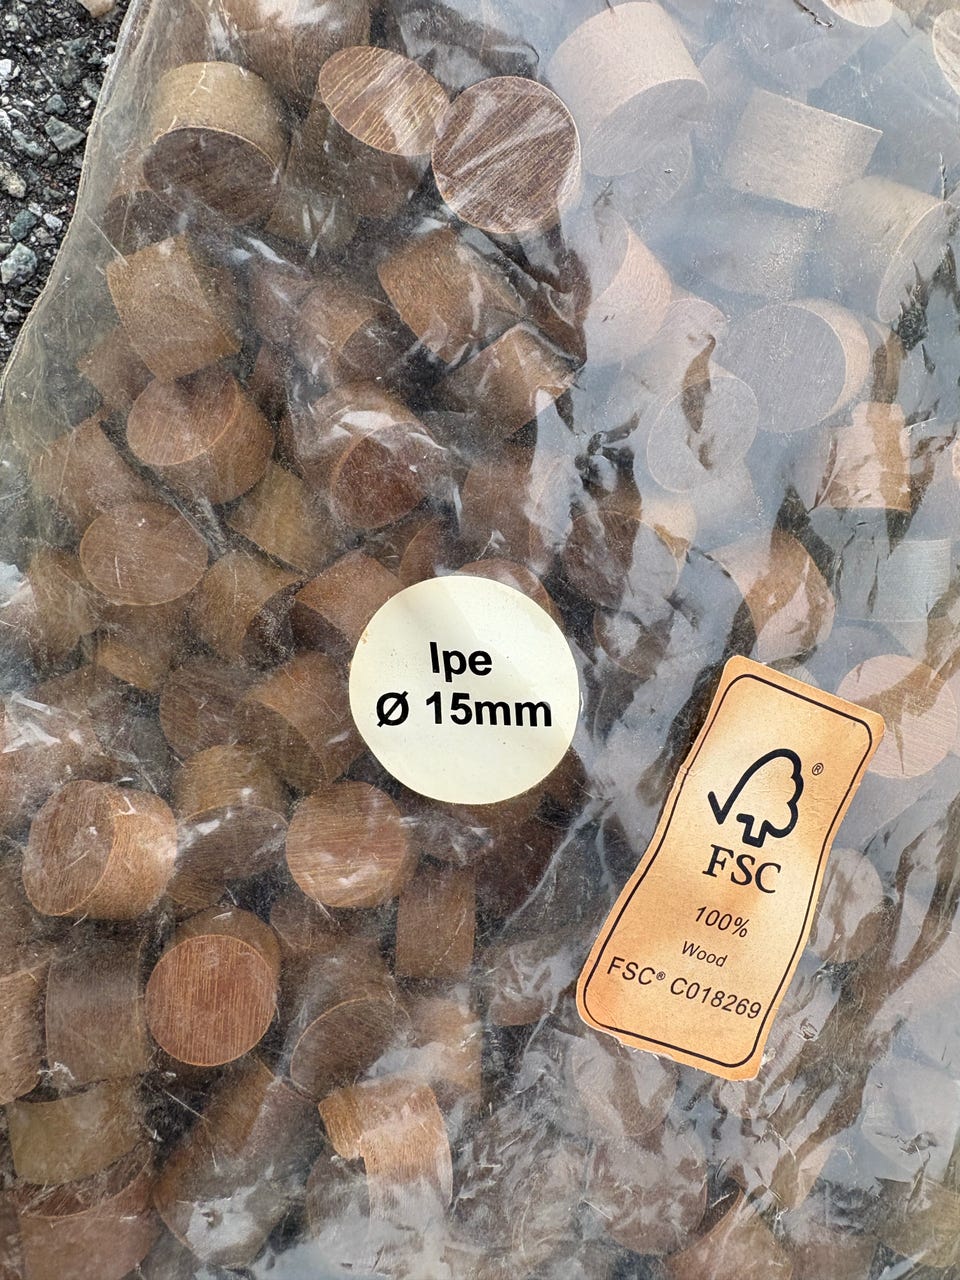 Ipe
Ø 15mm
®
FSC
100%
Wood
FSC® C018269